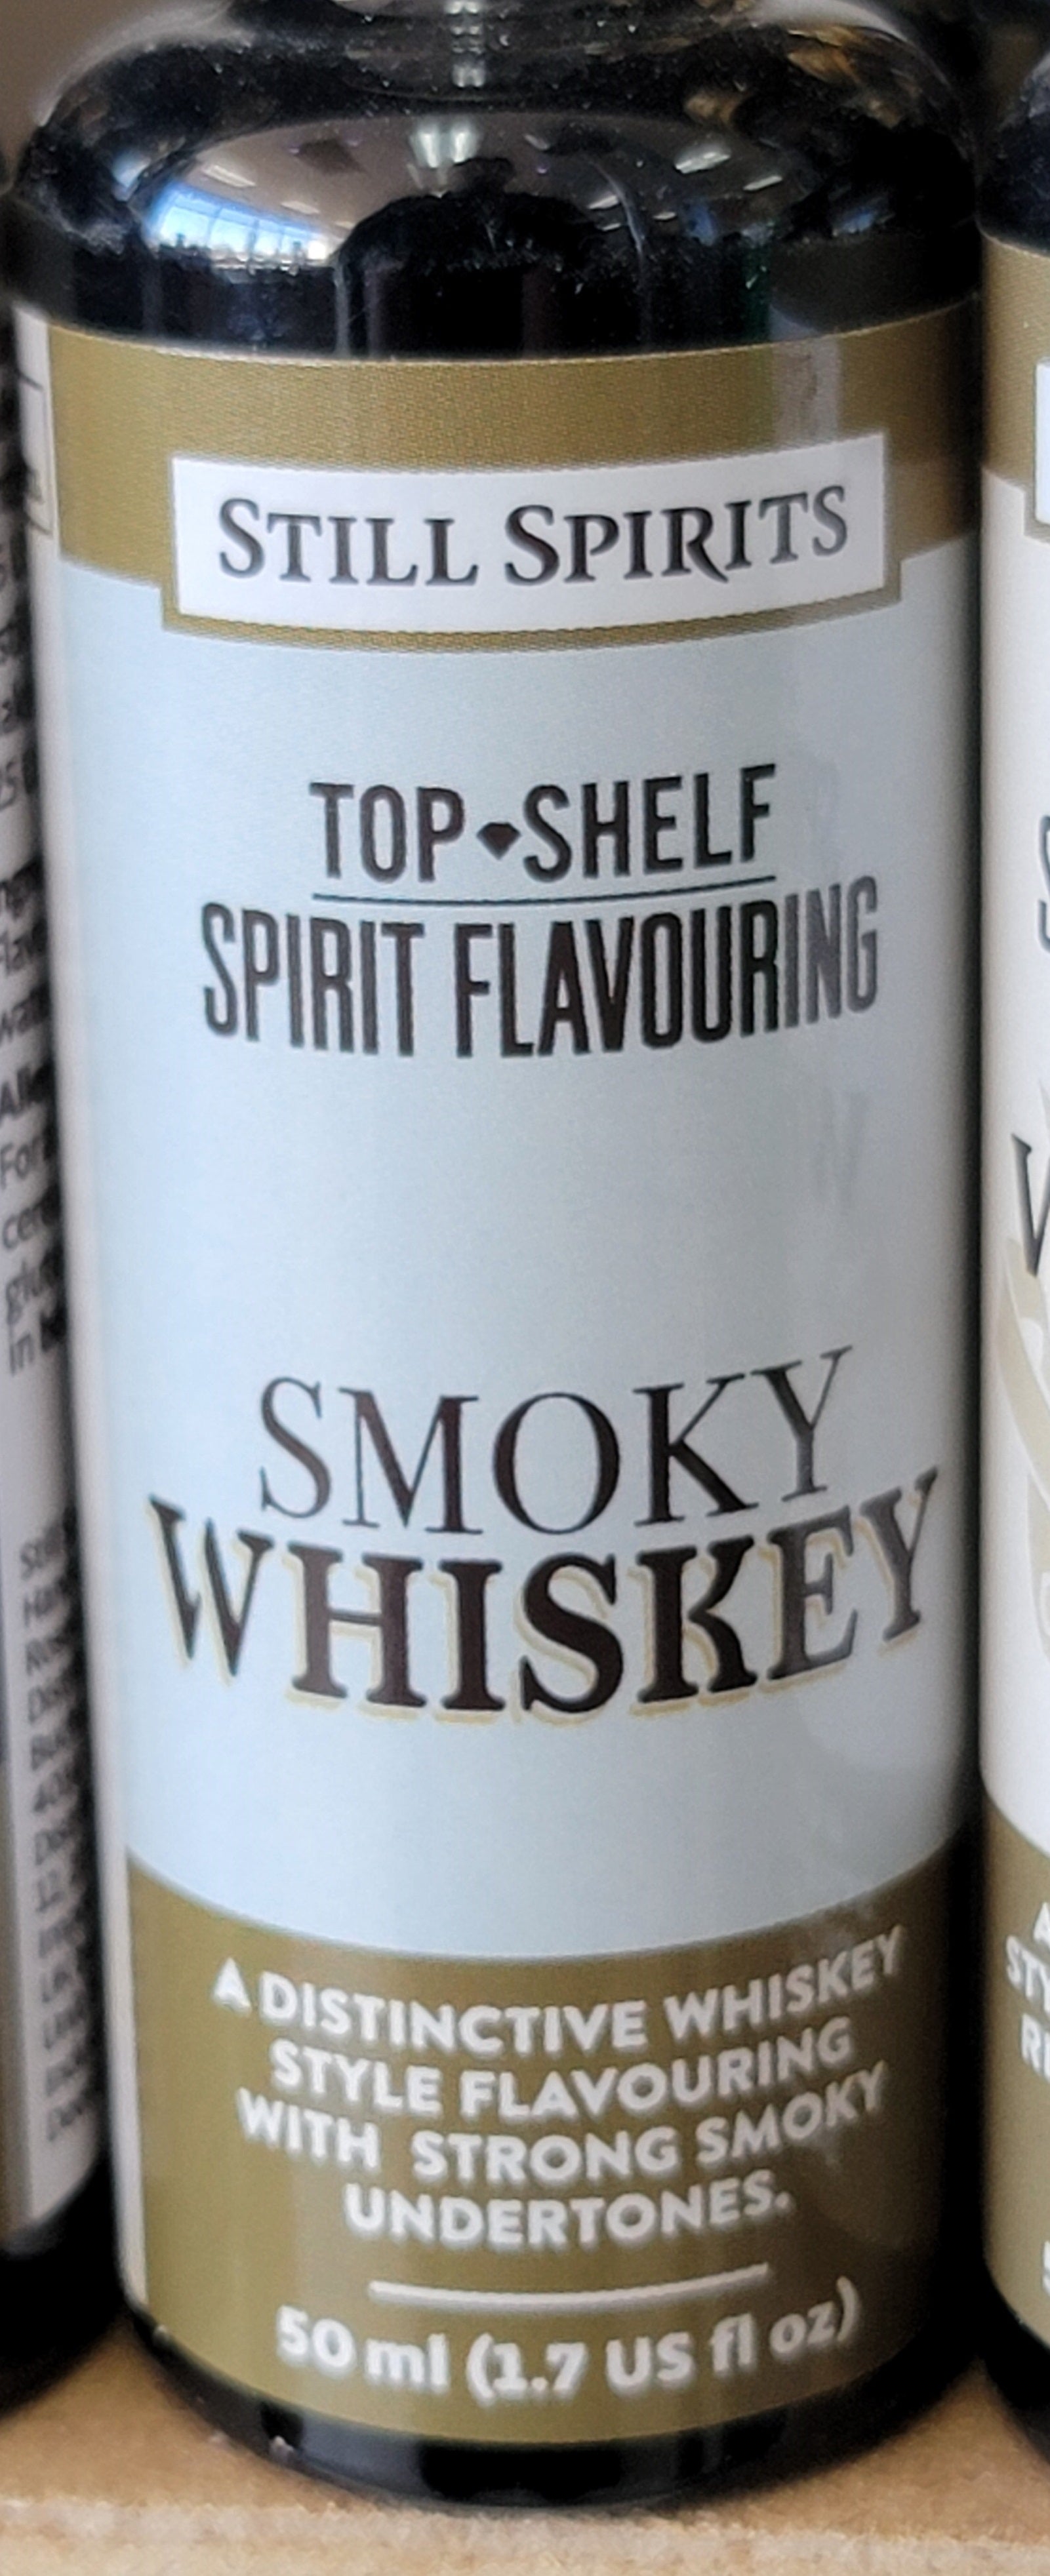 STILL SPIRITS
TOP SHELF
SPIRIT FLAVOURING
SMOKY
WHISKEY
A DISTINCTIVE WHISKEY
STYLE FLAVOURING
WITH STRONG SMOKY
UNDERTONES.
50 ml (1.7 US fl oz)